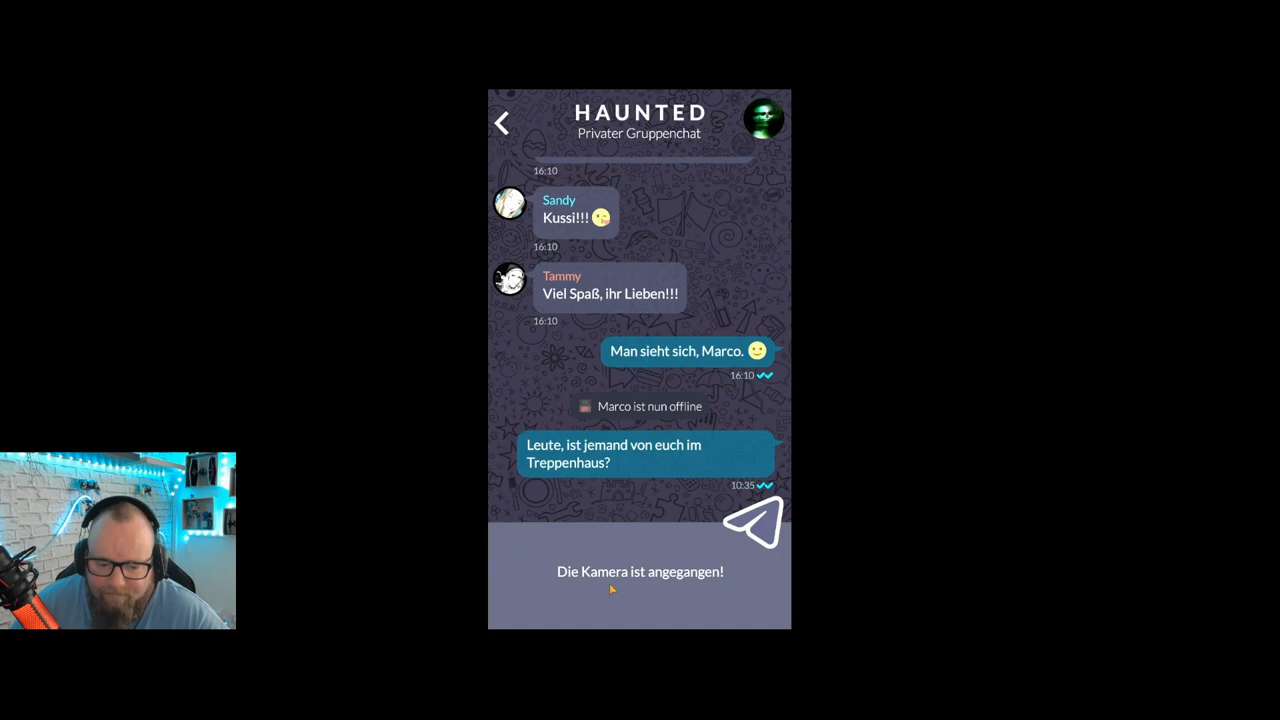 HAUNTED
Privater Gruppenchat
16:10
Sandy
Kussi!!! 😘
16:10
Tammy
Viel Spaß, ihr Lieben!!!
16:10
Man sieht sich, Marco. 🙂
16:10
Marco ist nun offline
Leute, ist jemand von euch im
Treppenhaus?
10:35
Die Kamera ist angegangen!